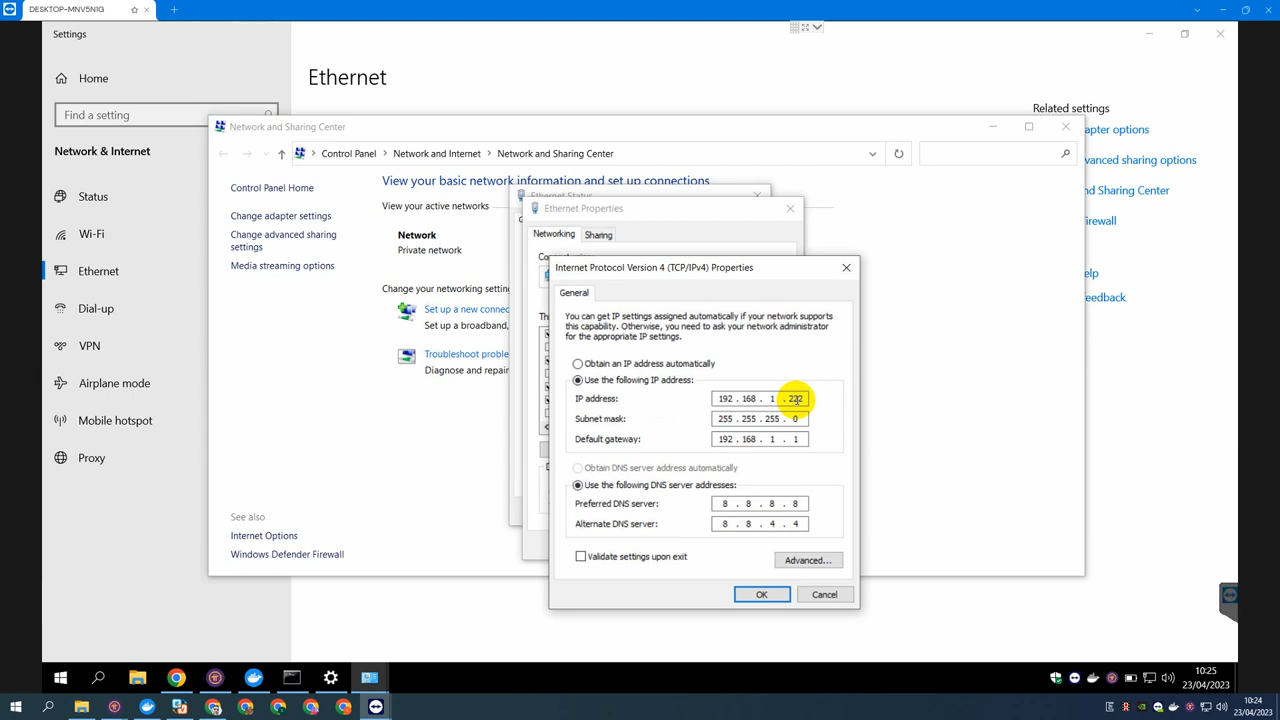 DESKTOP-MNV5NIG
Settings
Home
Find a setting
Network & Internet
Status
Wi-Fi
Ethernet
Dial-up
VPN
Airplane mode
Mobile hotspot
Proxy
Ethernet
Related settings
apter options
vanced sharing options
nd Sharing Center
irewall
elp
eedback
Network and Sharing Center
Control Panel > Network and Internet > Network and Sharing Center
Control Panel Home
Change adapter settings
Change advanced sharing
settings
Media streaming options
See also
Internet Options
Windows Defender Firewall
View your basic network information and set up connections
View your active networks
Network
Private network
Change your networking settin
Set up a new connec
Set up a broadband,
Troubleshoot proble
Diagnose and repair
Ethernet Status
Ethernet Properties
Networking
Sharing
Th
Internet Protocol Version 4 (TCP/IPv4) Properties
General
You can get IP settings assigned automatically if your network supports
this capability. Otherwise, you need to ask your network administrator
for the appropriate IP settings.
Obtain an IP address automatically
Use the following IP address:
IP address: 192 . 168 . 1 . 222
Subnet mask: 255 . 255 . 255 . 0
Default gateway: 192 . 168 . 1 . 1
Obtain DNS server address automatically
Use the following DNS server addresses:
Preferred DNS server: 8 . 8 . 8 . 8
Alternate DNS server: 8 . 8 . 4 . 4
Validate settings upon exit
Advanced...
OK
Cancel
10:25
23/04/2023
10:24
23/04/2023